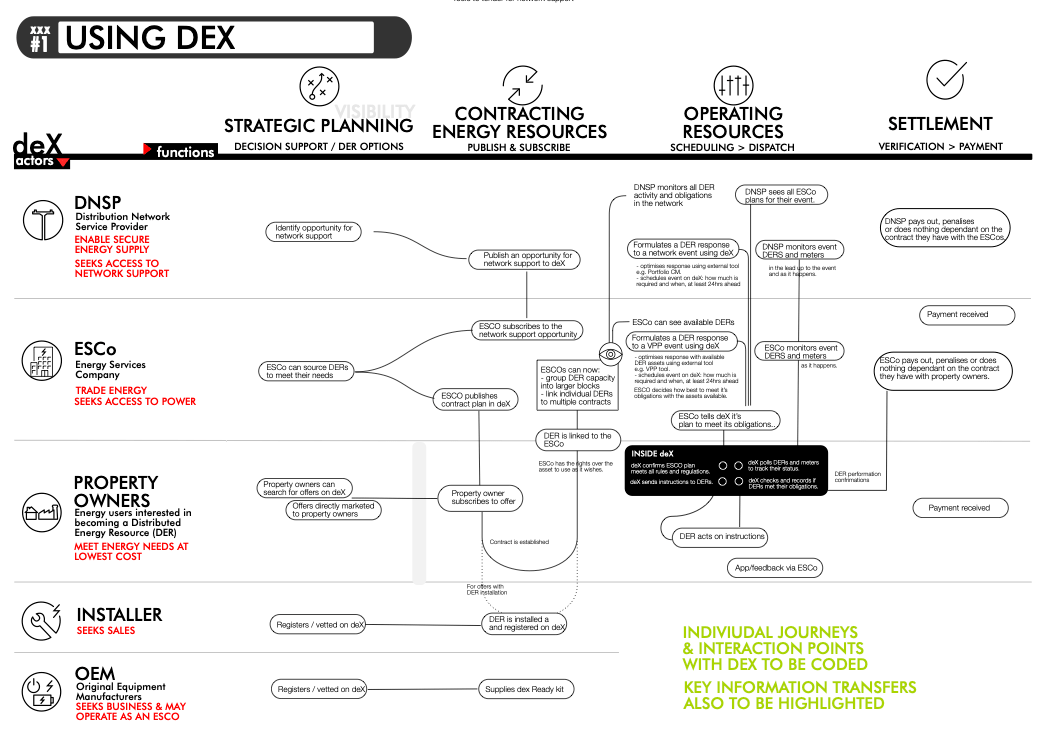 xxx
#1
USING DEX
VISIBILITY
STRATEGIC PLANNING
DECISION SUPPORT / DER OPTIONS
CONTRACTING
ENERGY RESOURCES
PUBLISH & SUBSCRIBE
OPERATING
RESOURCES
SCHEDULING > DISPATCH
SETTLEMENT
VERIFICATION > PAYMENT
deX
actors
functions
DNSP
Distribution Network
Service Provider
ENABLE SECURE
ENERGY SUPPLY
SEEKS ACCESS TO
NETWORK SUPPORT
Identify opportunity for
network support
Publish an opportunity for
network support to deX
DNSP monitors all DER
activity and obligations
in the network
DNSP sees all ESCo
plans for their event.
Formulates a DER response
to a network event using deX
- optimises response using external tool
e.g. Portfolio CM.
- schedules event on deX: how much is
required and when, at least 24hrs ahead
DNSP monitors event
DERS and meters
in the lead up to the event
and as it happens.
DNSP pays out, penalises
or does nothing dependant on the
contract they have with the ESCos.
ESCo
Energy Services
Company
TRADE ENERGY
SEEKS ACCESS TO POWER
ESCo can source DERs
to meet their needs
ESCO subscribes to the
network support opportunity
ESCO publishes
contract plan in deX
ESCOs can now:
- group DER capacity
into larger blocks
- link individual DERs
to multiple contracts
DER is linked to the
ESCo
ESCo has the rights over the
asset to use as it wishes.
ESCo can see available DERs
Formulates a DER response
to a VPP event using deX
- optimises response with available
DER assets using external tool
e.g. VPP tool.
- schedules event on deX: how much is
required and when, at least 24hrs ahead
ESCO decides how best to meet it's
obligations with the assets available.
ESCo monitors event
DERS and meters
as it happens.
ESCo tells deX it's
plan to meet its obligations..
Payment received
ESCo pays out, penalises or does
nothing dependant on the contract
they have with property owners.
PROPERTY
OWNERS
Energy users interested in
becoming a Distributed
Energy Resource (DER)
MEET ENERGY NEEDS AT
LOWEST COST
Property owners can
search for offers on deX
Offers directly marketed
to property owners
Property owner
subscribes to offer
Contract is established
For offers with
DER installation
INSIDE deX
deX confirms ESCO plan
meets all rules and regulations.
deX sends instructions to DERs.
deX polls DERs and meters
to track their status.
deX checks and records if
DERs met their obligations.
DER performation
confirmations
DER acts on instructions
App/feedback via ESCo
Payment received
INSTALLER
SEEKS SALES
Registers / vetted on deX
DER is installed a
and registered on deX
OEM
Original Equipment
Manufacturers
SEEKS BUSINESS & MAY
OPERATE AS AN ESCO
Registers / vetted on deX
Supplies dex Ready kit
INDIVIUDAL JOURNEYS
& INTERACTION POINTS
WITH DEX TO BE CODED
KEY INFORMATION TRANSFERS
ALSO TO BE HIGHLIGHTED